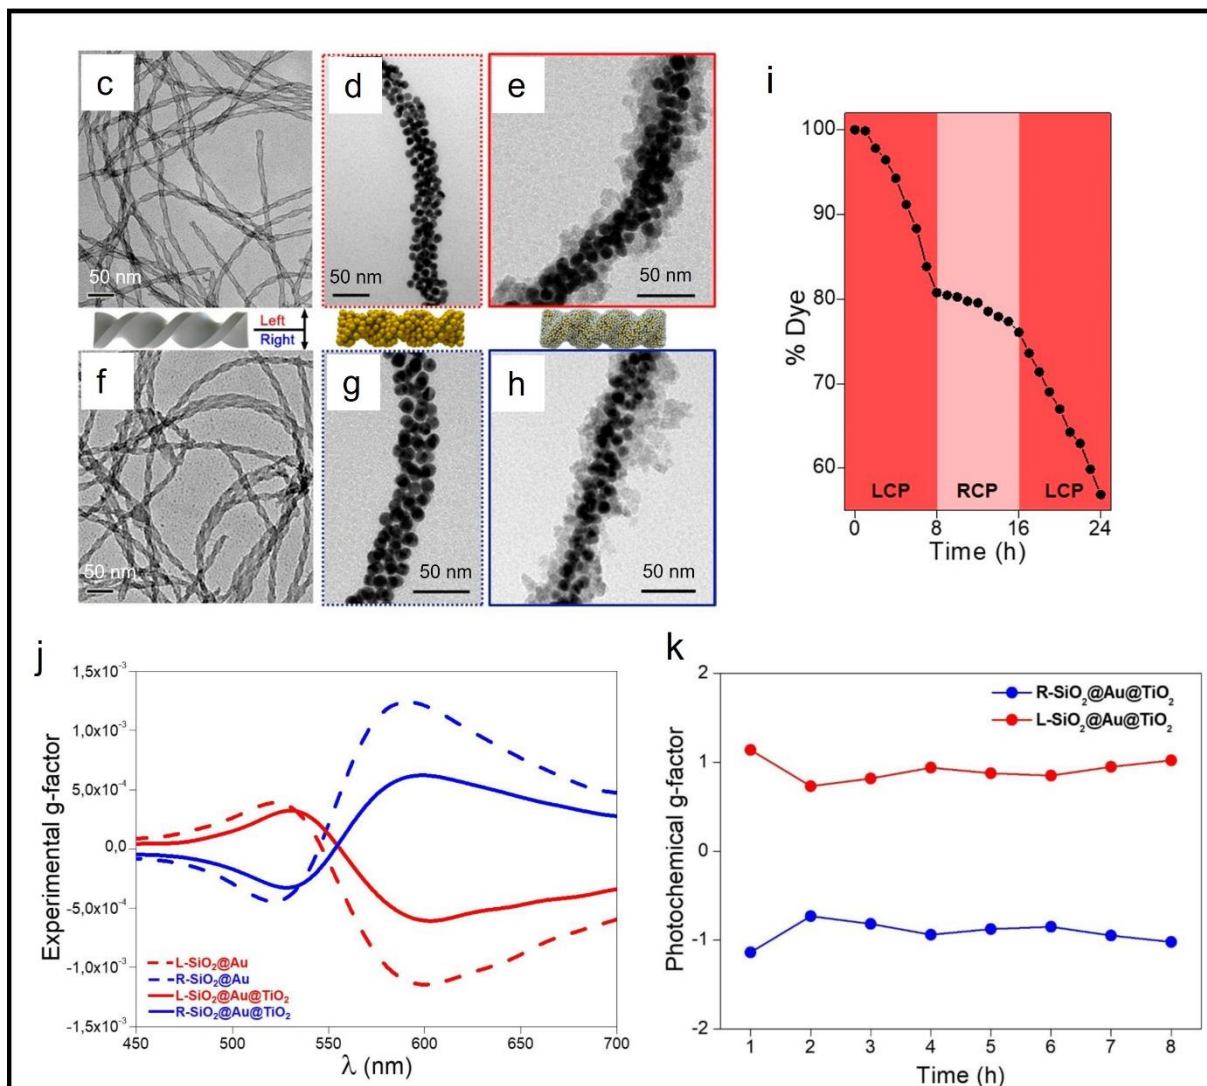 c
50 nm
d
50 nm
e
50 nm
Left
Right
f
50 nm
g
50 nm
h
50 nm
i
% Dye
100
90
80
70
60
LCP RCP LCP
0 8 16 24
Time (h)
j
Experimental g-factor
1,5x10⁻³
1,0x10⁻³
5,0x10⁻⁴
0,0
-5,0x10⁻⁴
-1,0x10⁻³
-1,5x10⁻³
L-SiO₂@Au
R-SiO₂@Au
L-SiO₂@Au@TiO₂
R-SiO₂@Au@TiO₂
450 500 550 600 650 700
λ (nm)
k
Photochemical g-factor
2
1
0
-1
-2
R-SiO₂@Au@TiO₂
L-SiO₂@Au@TiO₂
1 2 3 4 5 6 7 8
Time (h)